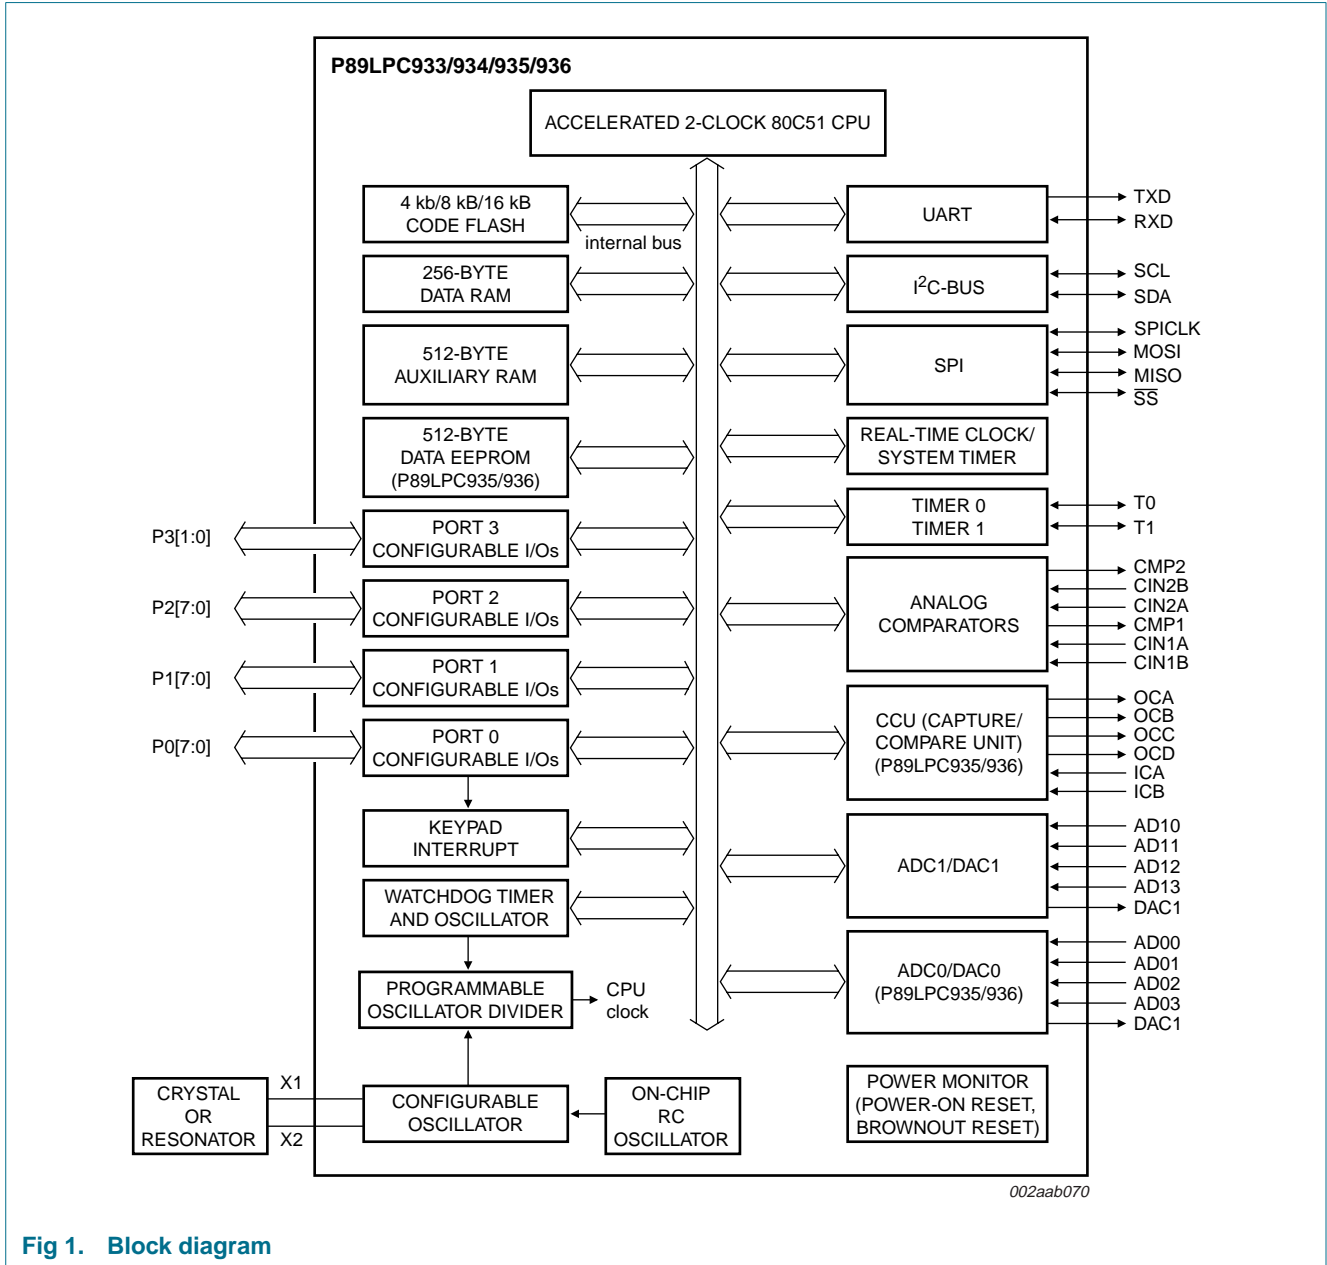 P89LPC933/934/935/936
ACCELERATED 2-CLOCK 80C51 CPU
4 kb/8 kB/16 kB
CODE FLASH
internal bus
256-BYTE
DATA RAM
512-BYTE
AUXILIARY RAM
512-BYTE
DATA EEPROM
(P89LPC935/936)
P3[1:0]
PORT 3
CONFIGURABLE I/Os
P2[7:0]
PORT 2
CONFIGURABLE I/Os
P1[7:0]
PORT 1
CONFIGURABLE I/Os
P0[7:0]
PORT 0
CONFIGURABLE I/Os
KEYPAD
INTERRUPT
WATCHDOG TIMER
AND OSCILLATOR
PROGRAMMABLE
OSCILLATOR DIVIDER
CPU
clock
CRYSTAL
OR
RESONATOR
X1
X2
CONFIGURABLE
OSCILLATOR
ON-CHIP
RC
OSCILLATOR
UART
TXD
RXD
I²C-BUS
SCL
SDA
SPI
SPICLK
MOSI
MISO
S̅S̅
REAL-TIME CLOCK/
SYSTEM TIMER
TIMER 0
TIMER 1
T0
T1
ANALOG
COMPARATORS
CMP2
CIN2B
CIN2A
CMP1
CIN1A
CIN1B
CCU (CAPTURE/
COMPARE UNIT)
(P89LPC935/936)
OCA
OCB
OCC
OCD
ICA
ICB
ADC1/DAC1
AD10
AD11
AD12
AD13
DAC1
ADC0/DAC0
(P89LPC935/936)
AD00
AD01
AD02
AD03
DAC1
POWER MONITOR
(POWER-ON RESET,
BROWNOUT RESET)
002aab070
Fig 1. Block diagram